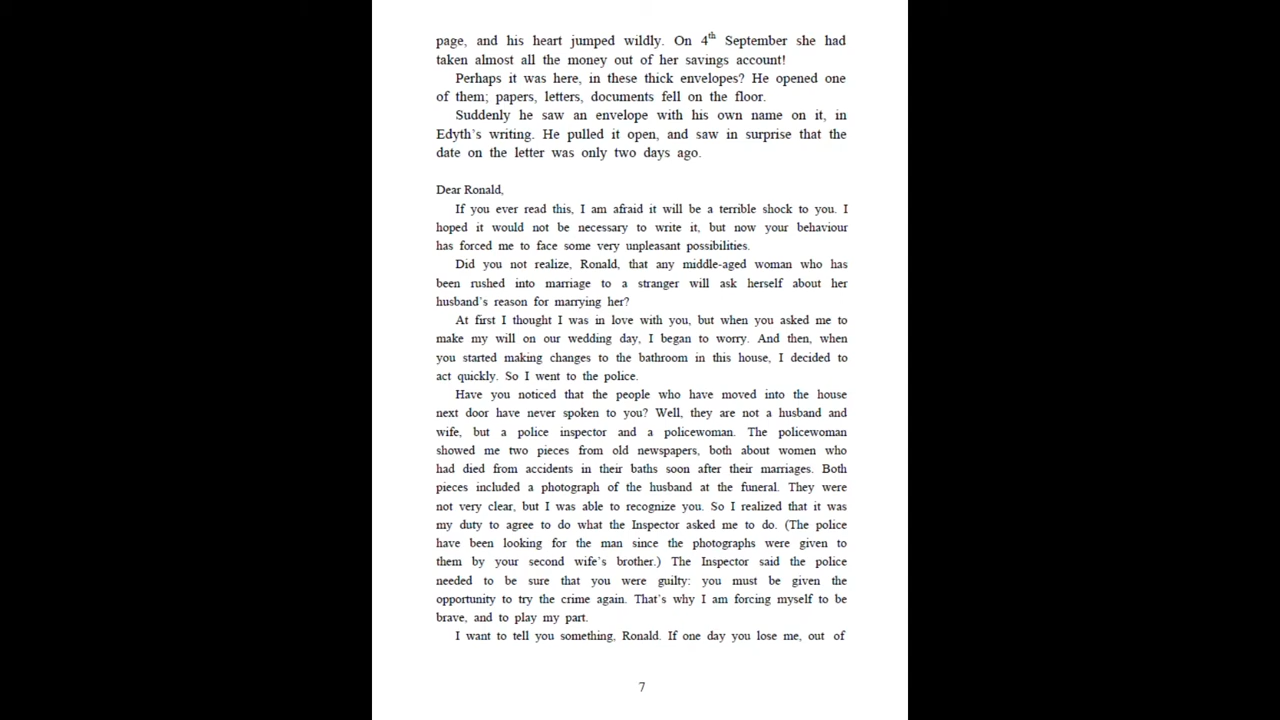 page, and his heart jumped wildly. On 4th September she had
taken almost all the money out of her savings account!
Perhaps it was here, in these thick envelopes? He opened one
of them; papers, letters, documents fell on the floor.
Suddenly he saw an envelope with his own name on it, in
Edyth's writing. He pulled it open, and saw in surprise that the
date on the letter was only two days ago.
Dear Ronald,
If you ever read this, I am afraid it will be a terrible shock to you. I
hoped it would not be necessary to write it, but now your behaviour
has forced me to face some very unpleasant possibilities.
Did you not realize, Ronald, that any middle-aged woman who has
been rushed into marriage to a stranger will ask herself about her
husband's reason for marrying her?
At first I thought I was in love with you, but when you asked me to
make my will on our wedding day, I began to worry. And then, when
you started making changes to the bathroom in this house, I decided to
act quickly. So I went to the police.
Have you noticed that the people who have moved into the house
next door have never spoken to you? Well, they are not a husband and
wife, but a police inspector and a policewoman. The policewoman
showed me two pieces from old newspapers, both about women who
had died from accidents in their baths soon after their marriages. Both
pieces included a photograph of the husband at the funeral. They were
not very clear, but I was able to recognize you. So I realized that it was
my duty to agree to do what the Inspector asked me to do. (The police
have been looking for the man since the photographs were given to
them by your second wife's brother.) The Inspector said the police
needed to be sure that you were guilty: you must be given the
opportunity to try the crime again. That's why I am forcing myself to be
brave, and to play my part.
I want to tell you something, Ronald. If one day you lose me, out of
7